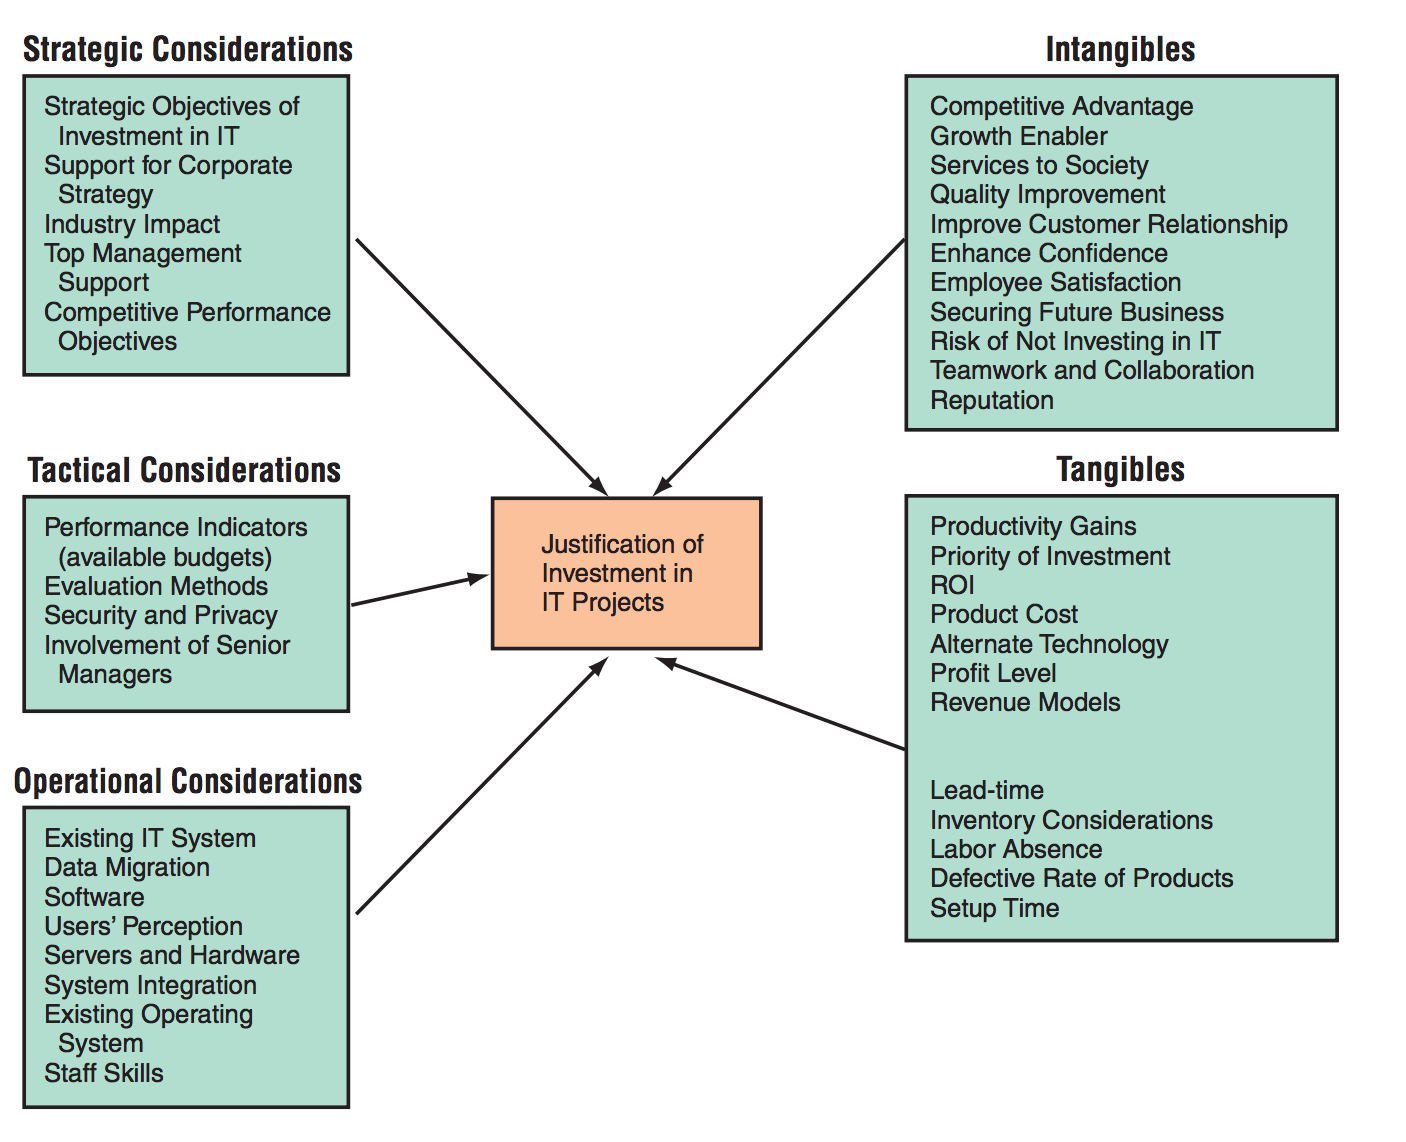 Strategic Considerations
Strategic Objectives of
Investment in IT
Support for Corporate
Strategy
Industry Impact
Top Management
Support
Competitive Performance
Objectives
Tactical Considerations
Performance Indicators
(available budgets)
Evaluation Methods
Security and Privacy
Involvement of Senior
Managers
Operational Considerations
Existing IT System
Data Migration
Software
Users’ Perception
Servers and Hardware
System Integration
Existing Operating
System
Staff Skills
Justification of
Investment in
IT Projects
Intangibles
Competitive Advantage
Growth Enabler
Services to Society
Quality Improvement
Improve Customer Relationship
Enhance Confidence
Employee Satisfaction
Securing Future Business
Risk of Not Investing in IT
Teamwork and Collaboration
Reputation
Tangibles
Productivity Gains
Priority of Investment
ROI
Product Cost
Alternate Technology
Profit Level
Revenue Models
Lead-time
Inventory Considerations
Labor Absence
Defective Rate of Products
Setup Time